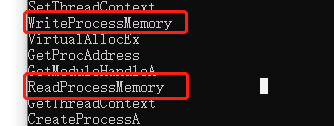 SetThreadContext
WriteProcessMemory
VirtualAllocEx
GetProcAddress
GetModuleHandleA
ReadProcessMemory
GetThreadContext
CreateProcessA